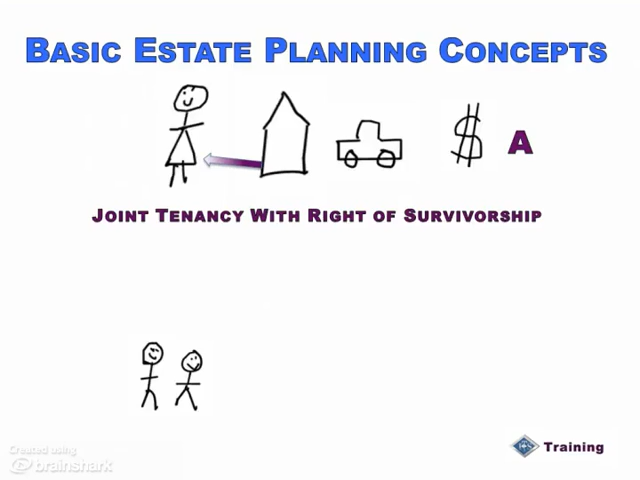 BASIC ESTATE PLANNING CONCEPTS
$ A
JOINT TENANCY WITH RIGHT OF SURVIVORSHIP
Created using
brainshark
Training